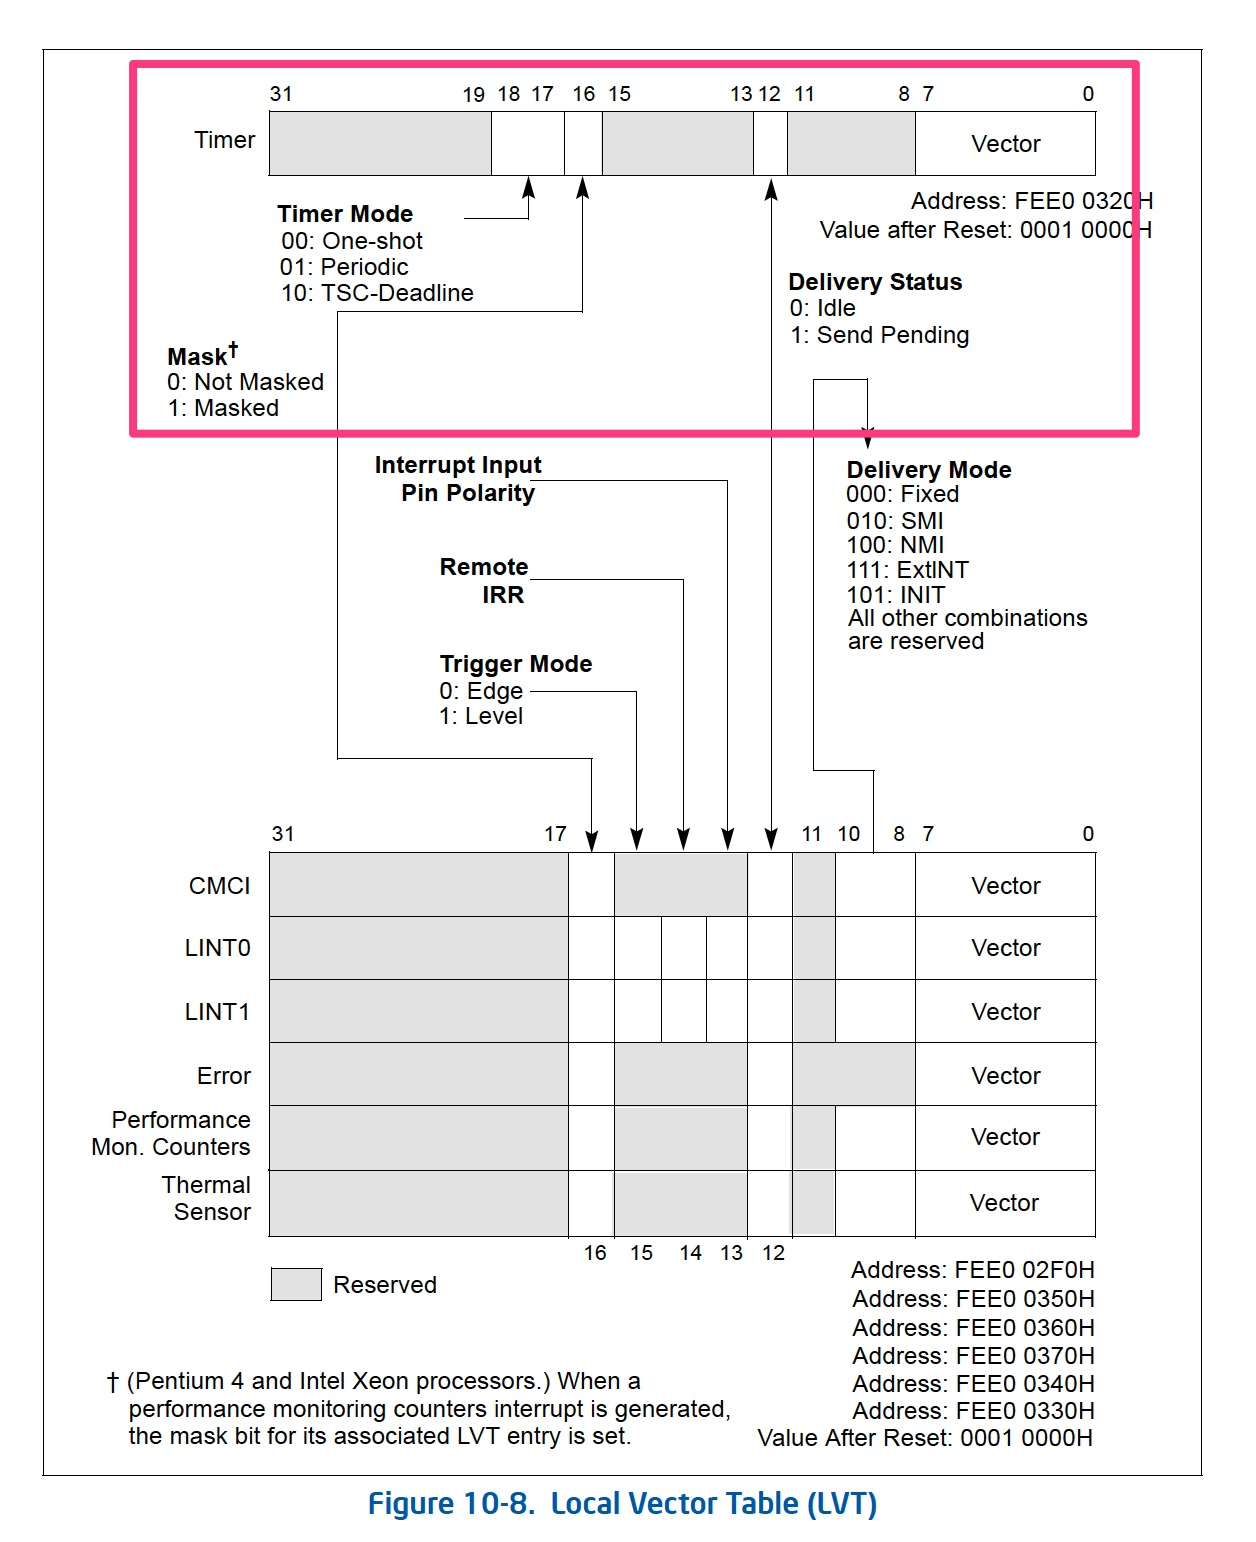 31 19 18 17 16 15 13 12 11 8 7 0
Timer Vector
Address: FEE0 0320H
Value after Reset: 0001 0000H
Timer Mode
00: One-shot
01: Periodic
10: TSC-Deadline
Delivery Status
0: Idle
1: Send Pending
Mask†
0: Not Masked
1: Masked
Interrupt Input
Pin Polarity
Delivery Mode
000: Fixed
010: SMI
100: NMI
111: ExtINT
101: INIT
All other combinations
are reserved
Remote
IRR
Trigger Mode
0: Edge
1: Level
31 17 11 10 8 7 0
CMCI Vector
LINT0 Vector
LINT1 Vector
Error Vector
Performance
Mon. Counters Vector
Thermal
Sensor Vector
16 15 14 13 12
Reserved
Address: FEE0 02F0H
Address: FEE0 0350H
Address: FEE0 0360H
Address: FEE0 0370H
Address: FEE0 0340H
Address: FEE0 0330H
Value After Reset: 0001 0000H
† (Pentium 4 and Intel Xeon processors.) When a
performance monitoring counters interrupt is generated,
the mask bit for its associated LVT entry is set.
Figure 10-8. Local Vector Table (LVT)